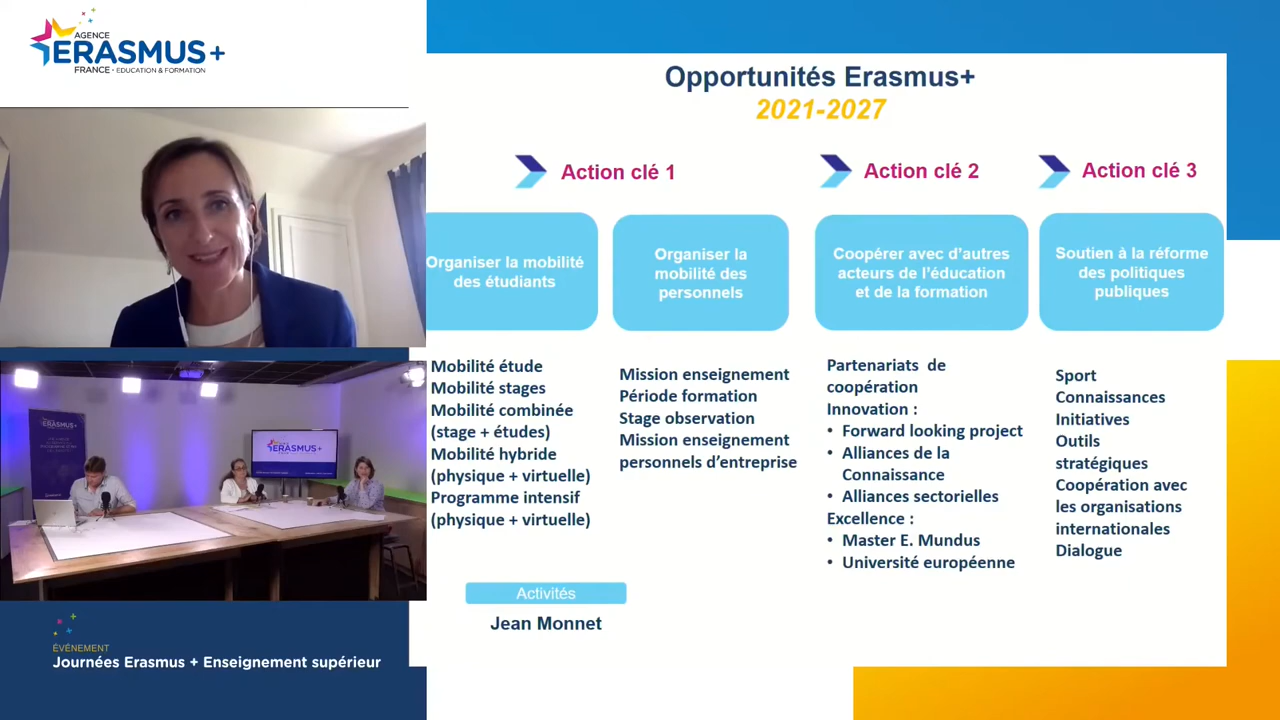 AGENCE
ERASMUS+
FRANCE • EDUCATION & FORMATION
Opportunités Erasmus+
2021-2027
Action clé 1
Action clé 2
Action clé 3
Organiser la mobilité
des étudiants
Organiser la
mobilité des
personnels
Coopérer avec d’autres
acteurs de l’éducation
et de la formation
Soutien à la réforme
des politiques
publiques
Mobilité étude
Mobilité stages
Mobilité combinée
(stage + études)
Mobilité hybride
(physique + virtuelle)
Programme intensif
(physique + virtuelle)
Mission enseignement
Période formation
Stage observation
Mission enseignement
personnels d’entreprise
Partenariats de
coopération
Innovation :
• Forward looking project
• Alliances de la
Connaissance
• Alliances sectorielles
Excellence :
• Master E. Mundus
• Université européenne
Sport
Connaissances
Initiatives
Outils
stratégiques
Coopération avec
les organisations
internationales
Dialogue
Activités
Jean Monnet
ERASMUS+
ERASMUS+
ÉVÉNEMENT
Journées Erasmus + Enseignement supérieur